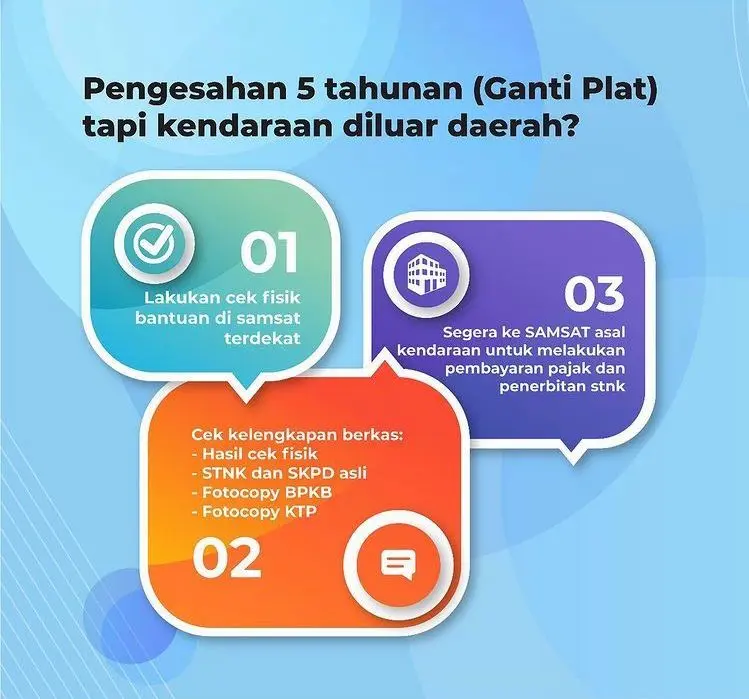 Pengesahan 5 tahunan (Ganti Plat)
tapi kendaraan diluar daerah?
01
Lakukan cek fisik
bantuan di samsat
terdekat
Cek kelengkapan berkas:
- Hasil cek fisik
- STNK dan SKPD asli
- Fotocopy BPKB
- Fotocopy KTP
02
03
Segera ke SAMSAT asal
kendaraan untuk melakukan
pembayaran pajak dan
penerbitan stnk